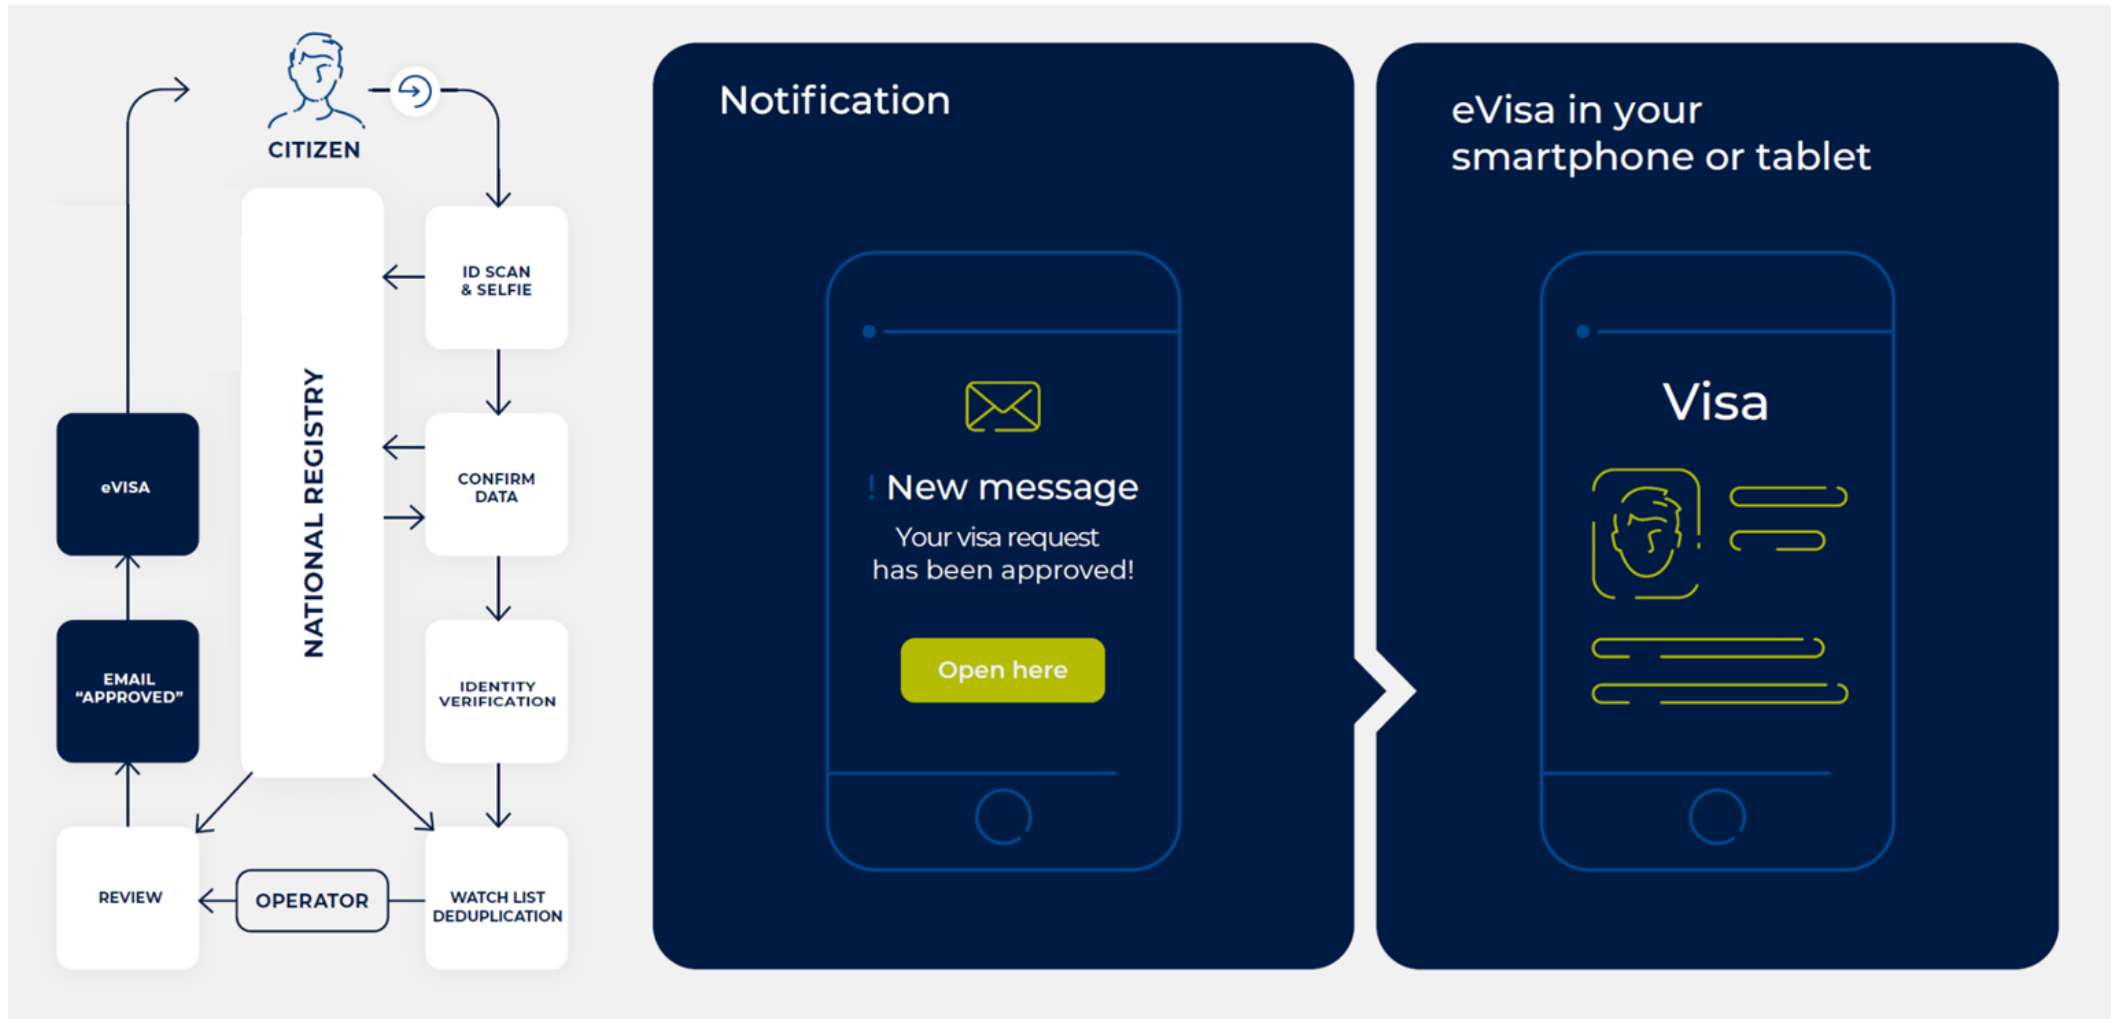 CITIZEN
ID SCAN
& SELFIE
NATIONAL REGISTRY
CONFIRM
DATA
IDENTITY
VERIFICATION
WATCH LIST
DEDUPLICATION
OPERATOR
REVIEW
EMAIL
“APPROVED”
eVISA
Notification
! New message
Your visa request
has been approved!
Open here
eVisa in your
smartphone or tablet
Visa